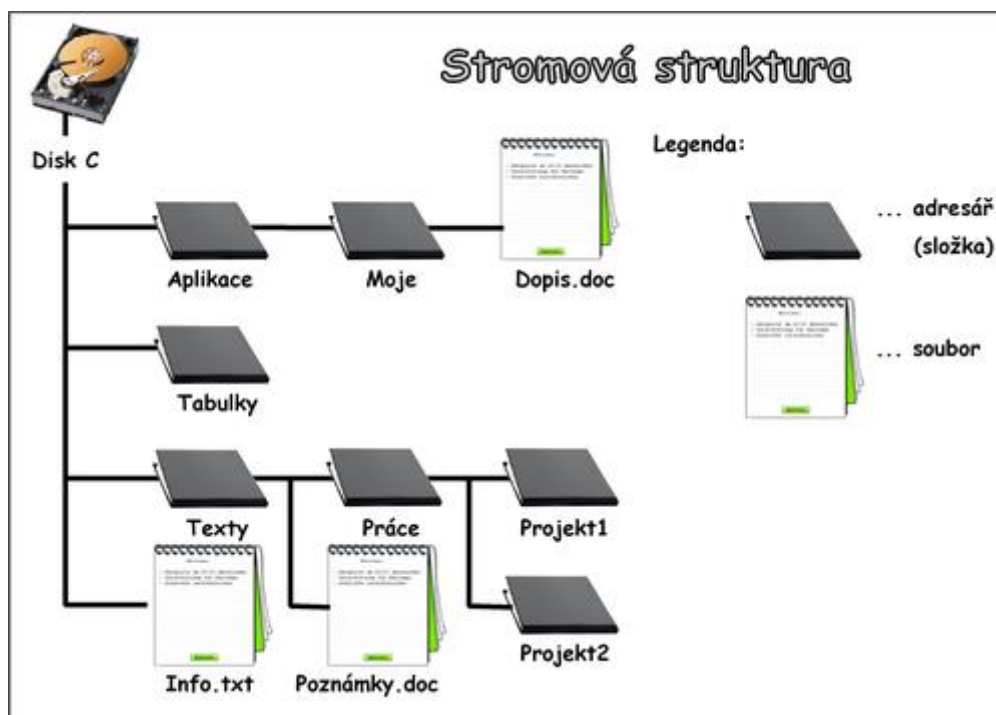 Stromová struktura
Disk C
Legenda:
... adresář
(složka)
Aplikace
Moje
Dopis.doc
... soubor
Tabulky
Texty
Práce
Projekt1
Projekt2
Info.txt
Poznámky.doc